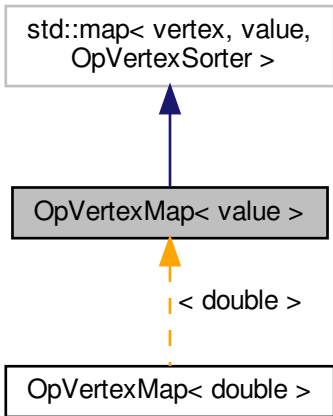 std::map< vertex, value,
OpVertexSorter >
OpVertexMap< value >
< double >
OpVertexMap< double >